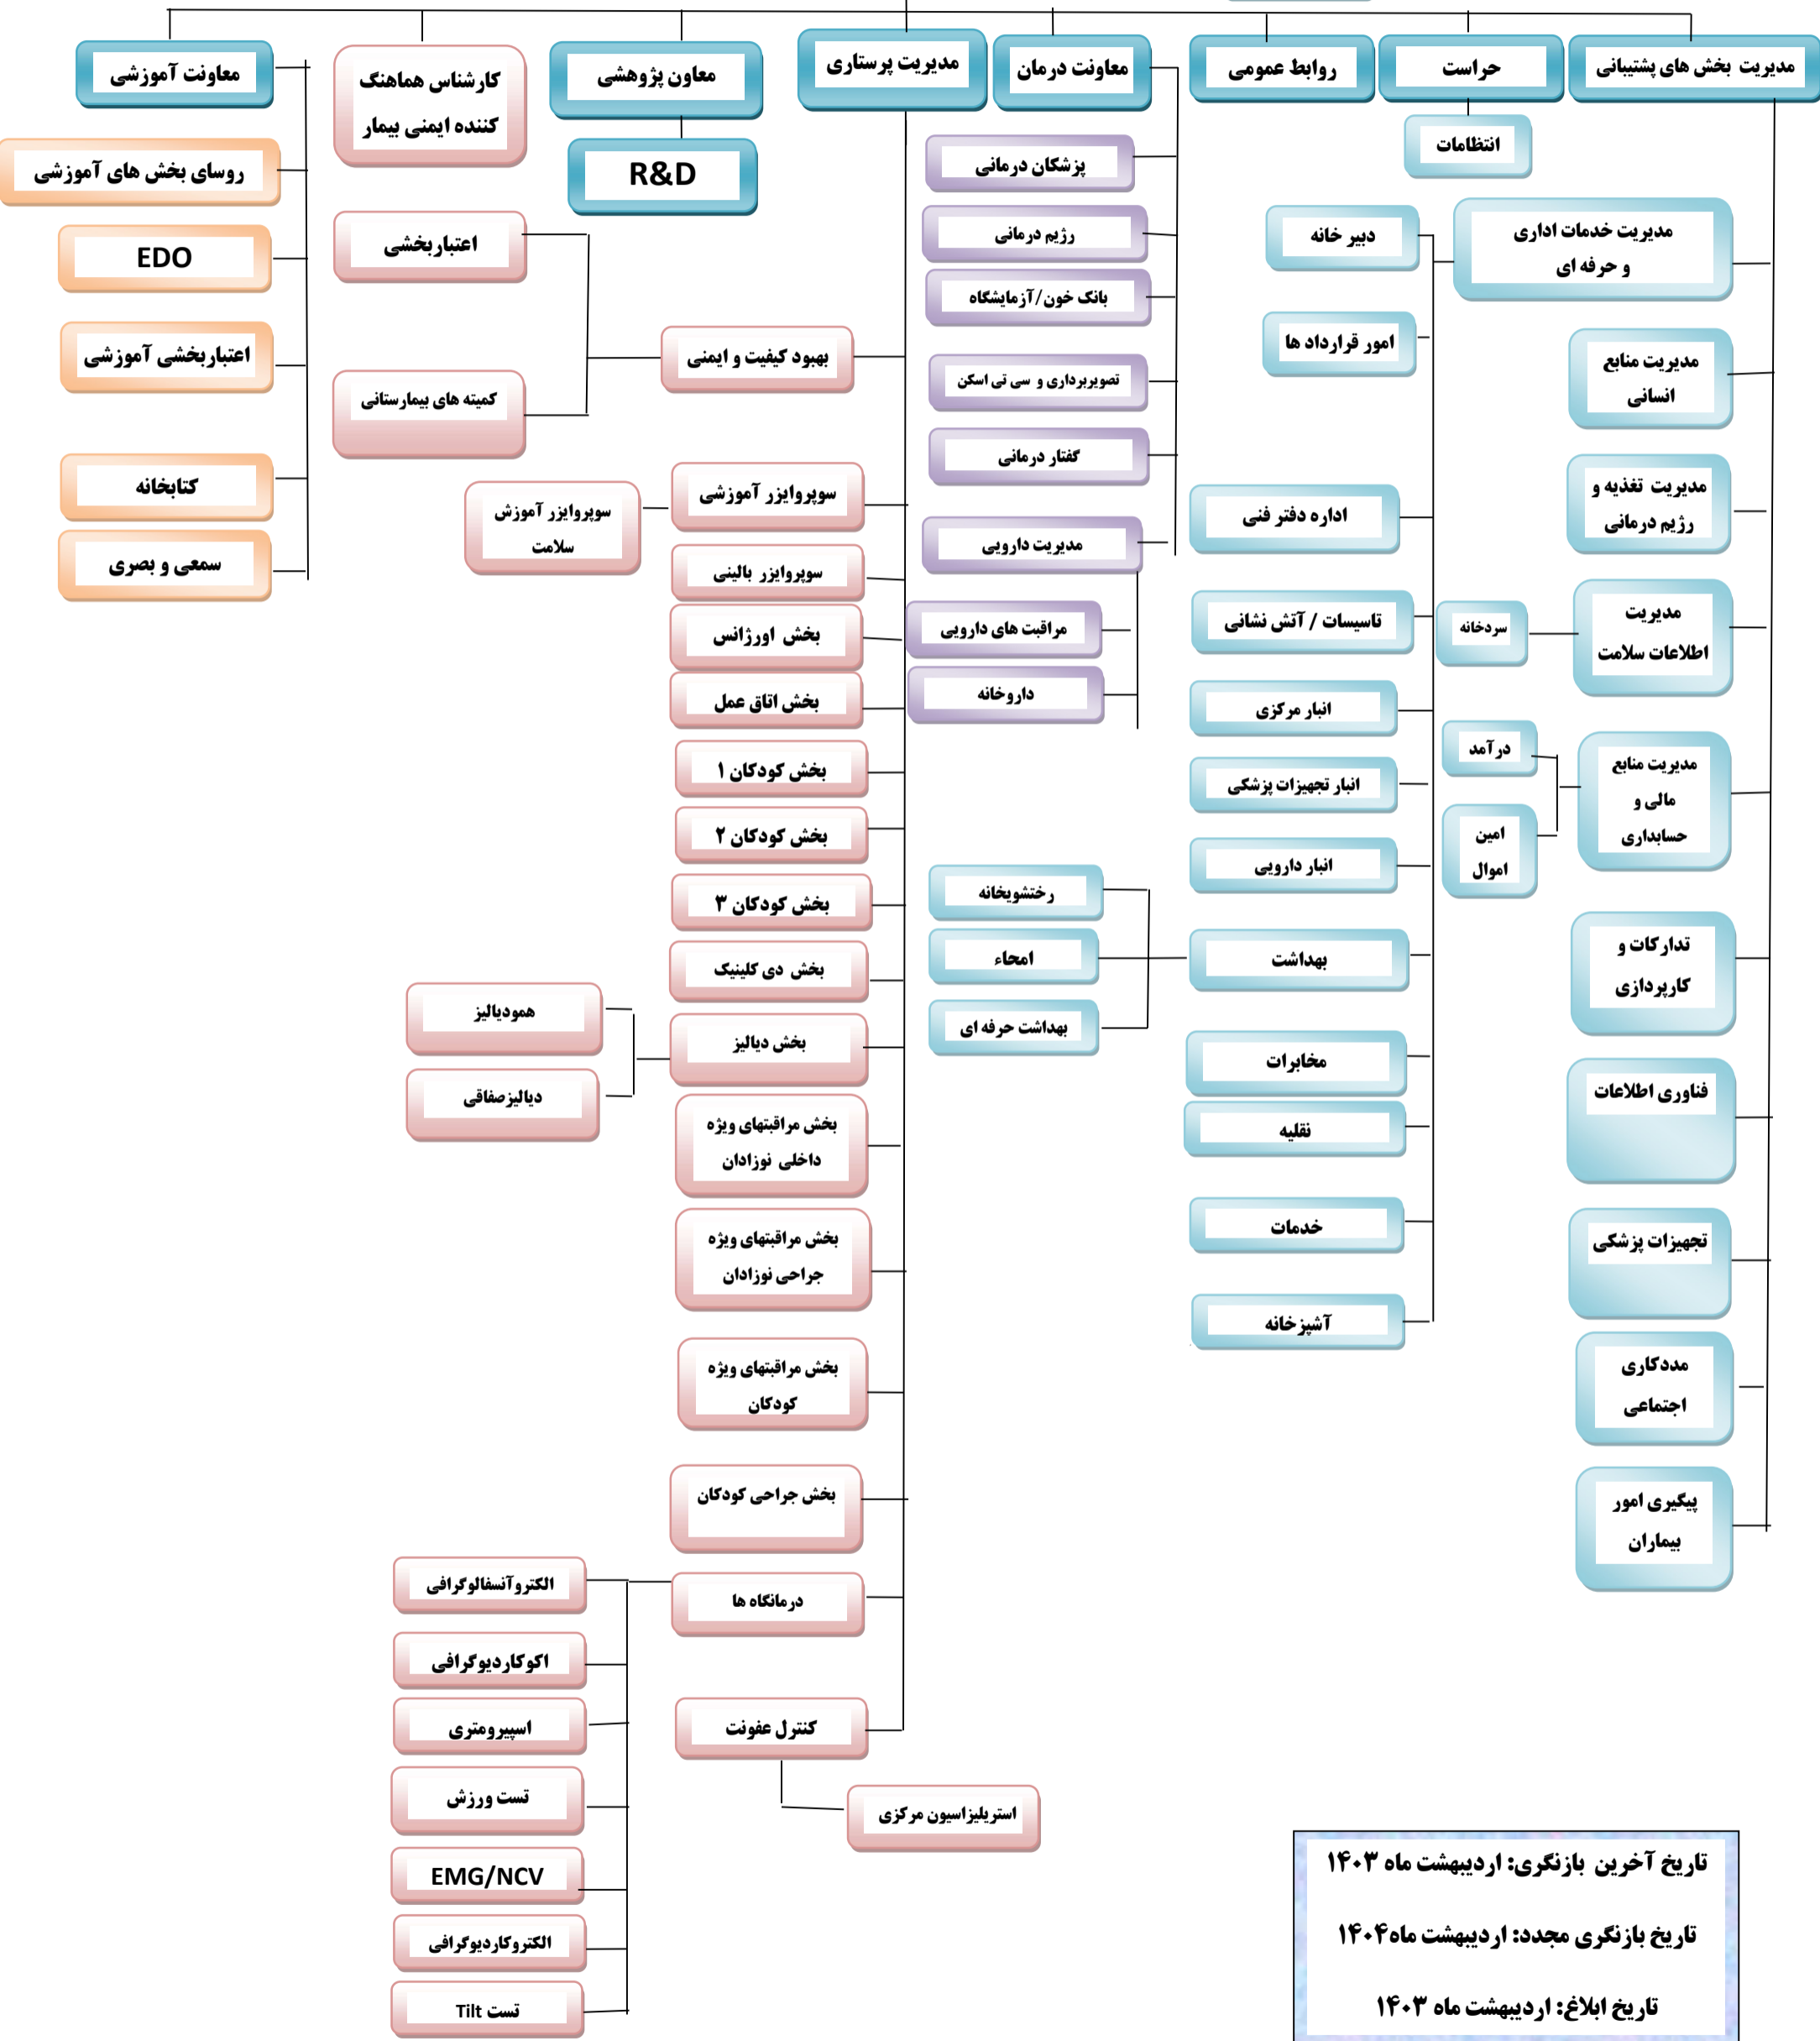 مدیریت بخش های پشتیبانی
حراست
روابط عمومی
معاونت درمان
مدیریت پرستاری
معاون پژوهشی
کارشناس هماهنگ
کننده ایمنی بیمار
معاونت آموزشی
انتظامات
مدیریت خدمات اداری
و حرفه ای
مدیریت منابع
انسانی
مدیریت تغذیه و
رژیم درمانی
مدیریت
اطلاعات سلامت
سردخانه
مدیریت منابع
مالی و
حسابداری
درآمد
امین
اموال
تدارکات و
کارپردازی
فناوری اطلاعات
تجهیزات پزشکی
مددکاری
اجتماعی
پیگیری امور
بیماران
دبیر خانه
امور قرارداد ها
اداره دفتر فنی
تاسیسات / آتش نشانی
انبار مرکزی
انبار تجهیزات پزشکی
انبار دارویی
بهداشت
رختشویخانه
امحاء
بهداشت حرفه ای
مخابرات
نقلیه
خدمات
آشپزخانه
پزشکان درمانی
رژیم درمانی
بانک خون/آزمایشگاه
تصویربرداری و سی تی اسکن
گفتار درمانی
مدیریت دارویی
مراقبت های دارویی
داروخانه
بهبود کیفیت و ایمنی
اعتباربخشی
کمیته های بیمارستانی
سوپروایزر آموزشی
سوپروایزر آموزش
سلامت
سوپروایزر بالینی
بخش اورژانس
بخش اتاق عمل
بخش کودکان ۱
بخش کودکان ۲
بخش کودکان ۳
بخش دی کلینیک
بخش دیالیز
همودیالیز
دیالیزصفاقی
بخش مراقبتهای ویژه
داخلی نوزادان
بخش مراقبتهای ویژه
جراحی نوزادان
بخش مراقبتهای ویژه
کودکان
بخش جراحی کودکان
درمانگاه ها
الکتروآنسفالوگرافی
اکوکاردیوگرافی
اسپیرومتری
تست ورزش
EMG/NCV
الکتروکاردیوگرافی
تست Tilt
کنترل عفونت
استریلیزاسیون مرکزی
R&D
روسای بخش های آموزشی
EDO
اعتباربخشی آموزشی
کتابخانه
سمعی و بصری
تاریخ آخرین بازنگری: اردیبهشت ماه ۱۴۰۳
تاریخ بازنگری مجدد: اردیبهشت ماه۱۴۰۴
تاریخ ابلاغ: اردیبهشت ماه ۱۴۰۳